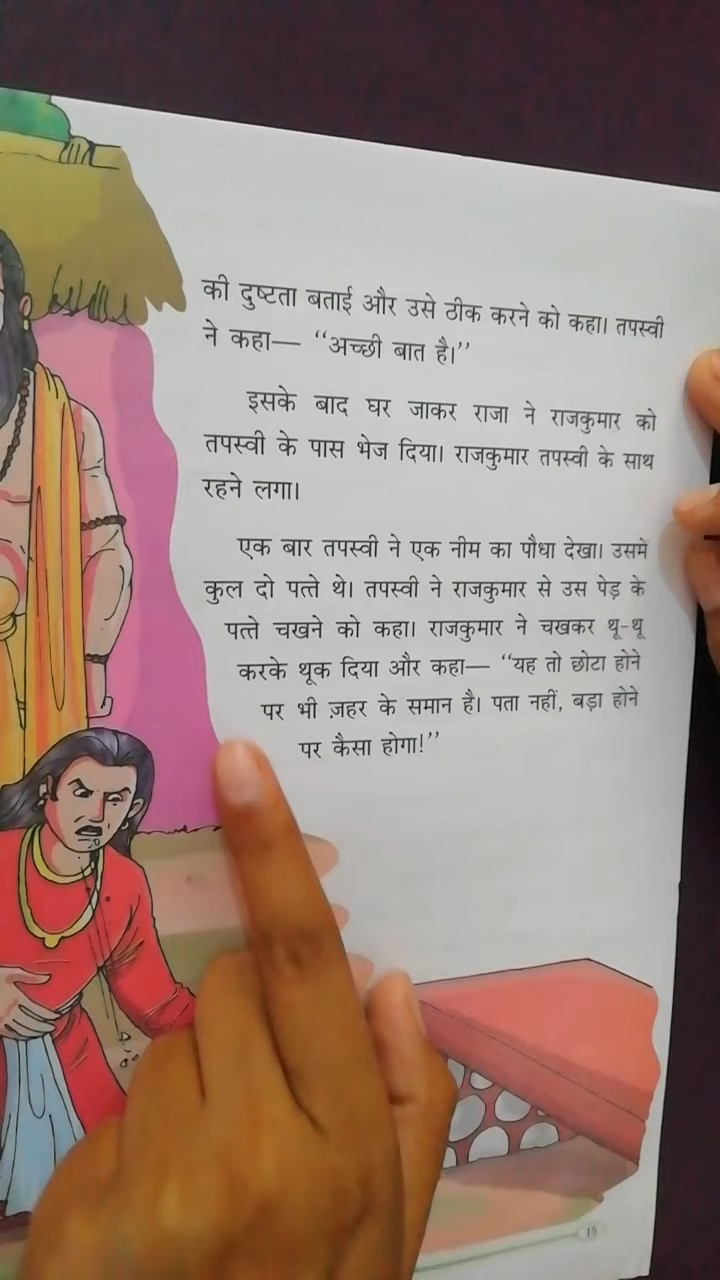 की दुष्टता बताई और उसे ठीक करने को कहा। तपस्वी
ने कहा— “अच्छी बात है।”
इसके बाद घर जाकर राजा ने राजकुमार को
तपस्वी के पास भेज दिया। राजकुमार तपस्वी के साथ
रहने लगा।
एक बार तपस्वी ने एक नीम का पौधा देखा। उसमें
कुल दो पत्ते थे। तपस्वी ने राजकुमार से उस पेड़ के
पत्ते चखने को कहा। राजकुमार ने चखकर थू-थू
करके थूक दिया और कहा— “यह तो छोटा होने
पर भी ज़हर के समान है। पता नहीं, बड़ा होने
पर कैसा होगा!”
15